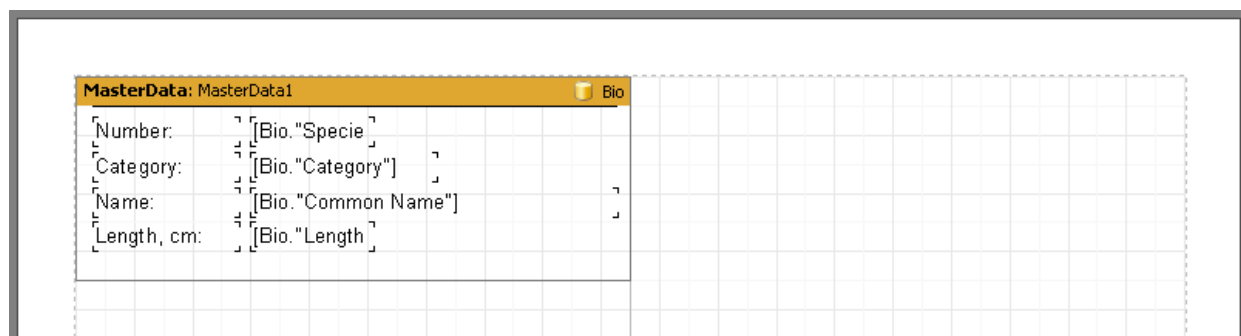 MasterData: MasterData1 Bio
Number: [Bio."Specie
Category: [Bio."Category"]
Name: [Bio."Common Name"]
Length, cm: [Bio."Length